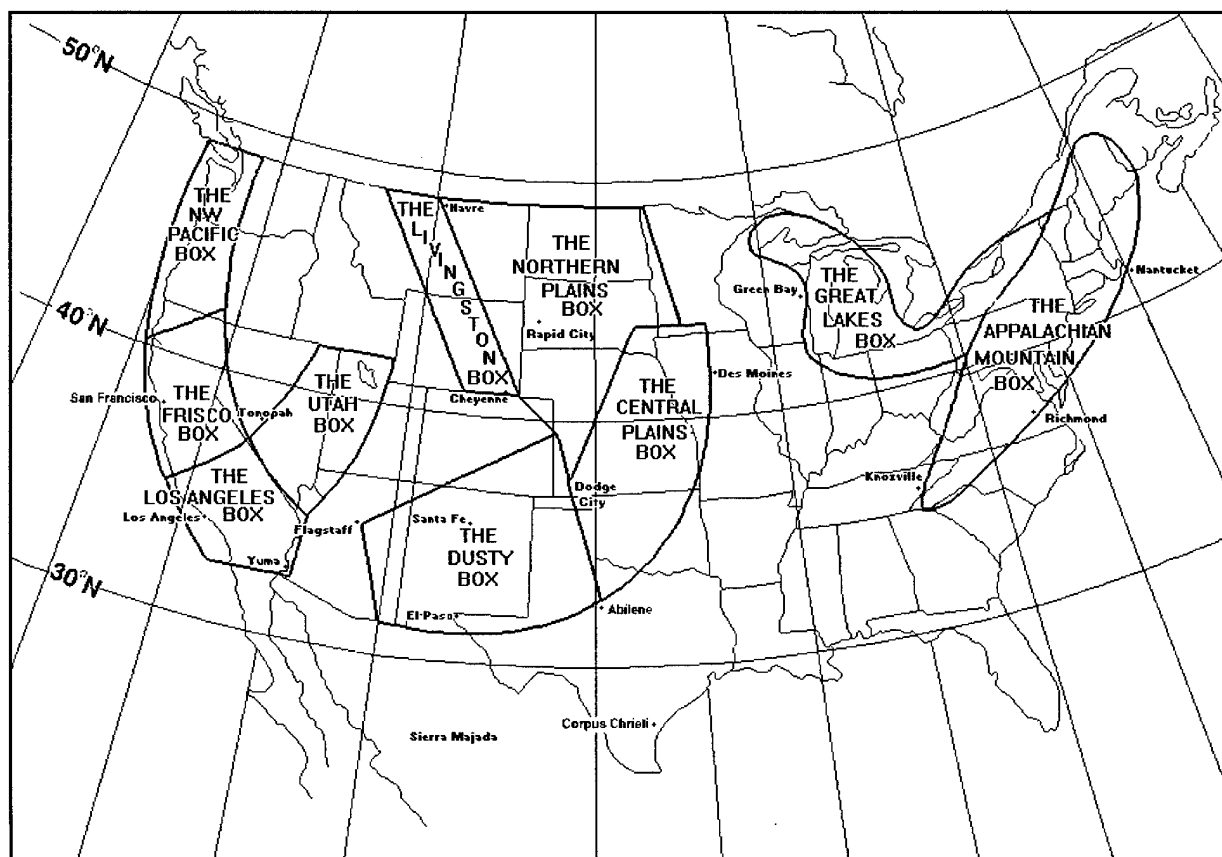 50°N
THE
NW
PACIFIC
BOX
THE
LIVINGSTON
BOX
Havre
THE
NORTHERN
PLAINS
BOX
Rapid City
Green Bay
THE
GREAT
LAKES
BOX
Nantucket
THE
APPALACHIAN
MOUNTAIN
BOX
40°N
San Francisco
THE
FRISCO
BOX
Tonopah
THE
UTAH
BOX
Cheyenne
THE
CENTRAL
PLAINS
BOX
Des Moines
Richmond
Knoxville
THE
LOS ANGELES
BOX
Los Angeles
Flagstaff
Santa Fe
Dodge
City
THE
DUSTY
BOX
30°N
Yuma
El Paso
Abilene
Corpus Chrieli
Sierra Majada